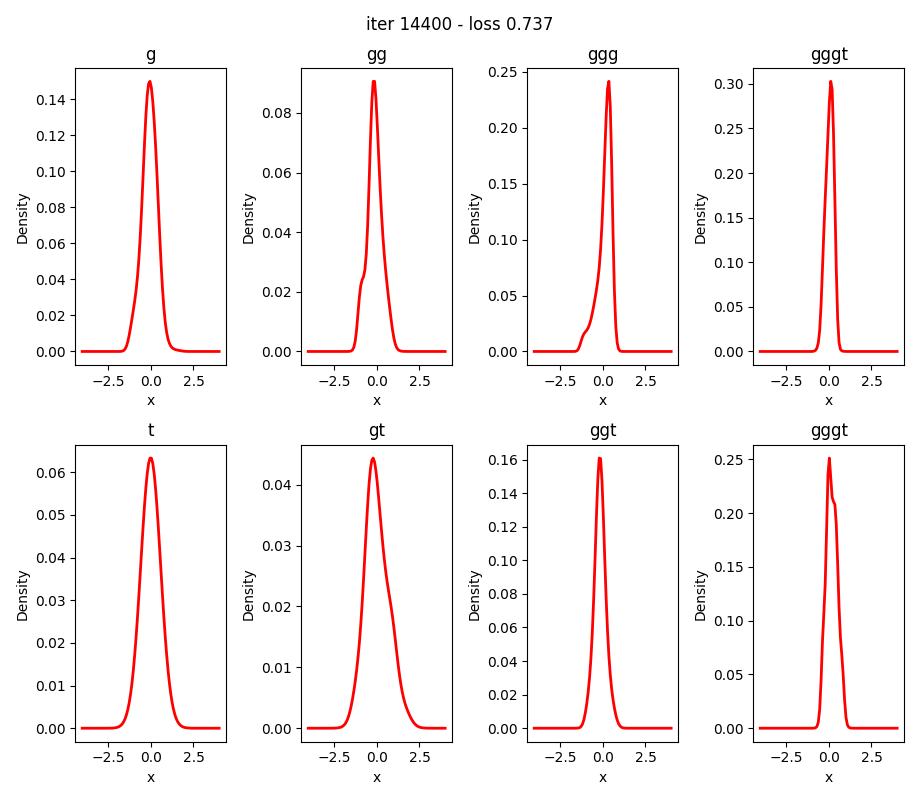 iter 14400 - loss 0.737
g gg ggg gggt
0.14 0.12 0.10 0.08 0.06 0.04 0.02 0.00
Density
−2.5 0.0 2.5
x
0.08 0.06 0.04 0.02 0.00
Density
−2.5 0.0 2.5
x
0.25 0.20 0.15 0.10 0.05 0.00
Density
−2.5 0.0 2.5
x
0.30 0.25 0.20 0.15 0.10 0.05 0.00
Density
−2.5 0.0 2.5
x
t gt ggt gggt
0.06 0.05 0.04 0.03 0.02 0.01 0.00
Density
−2.5 0.0 2.5
x
0.04 0.03 0.02 0.01 0.00
Density
−2.5 0.0 2.5
x
0.16 0.14 0.12 0.10 0.08 0.06 0.04 0.02 0.00
Density
−2.5 0.0 2.5
x
0.25 0.20 0.15 0.10 0.05 0.00
Density
−2.5 0.0 2.5
x